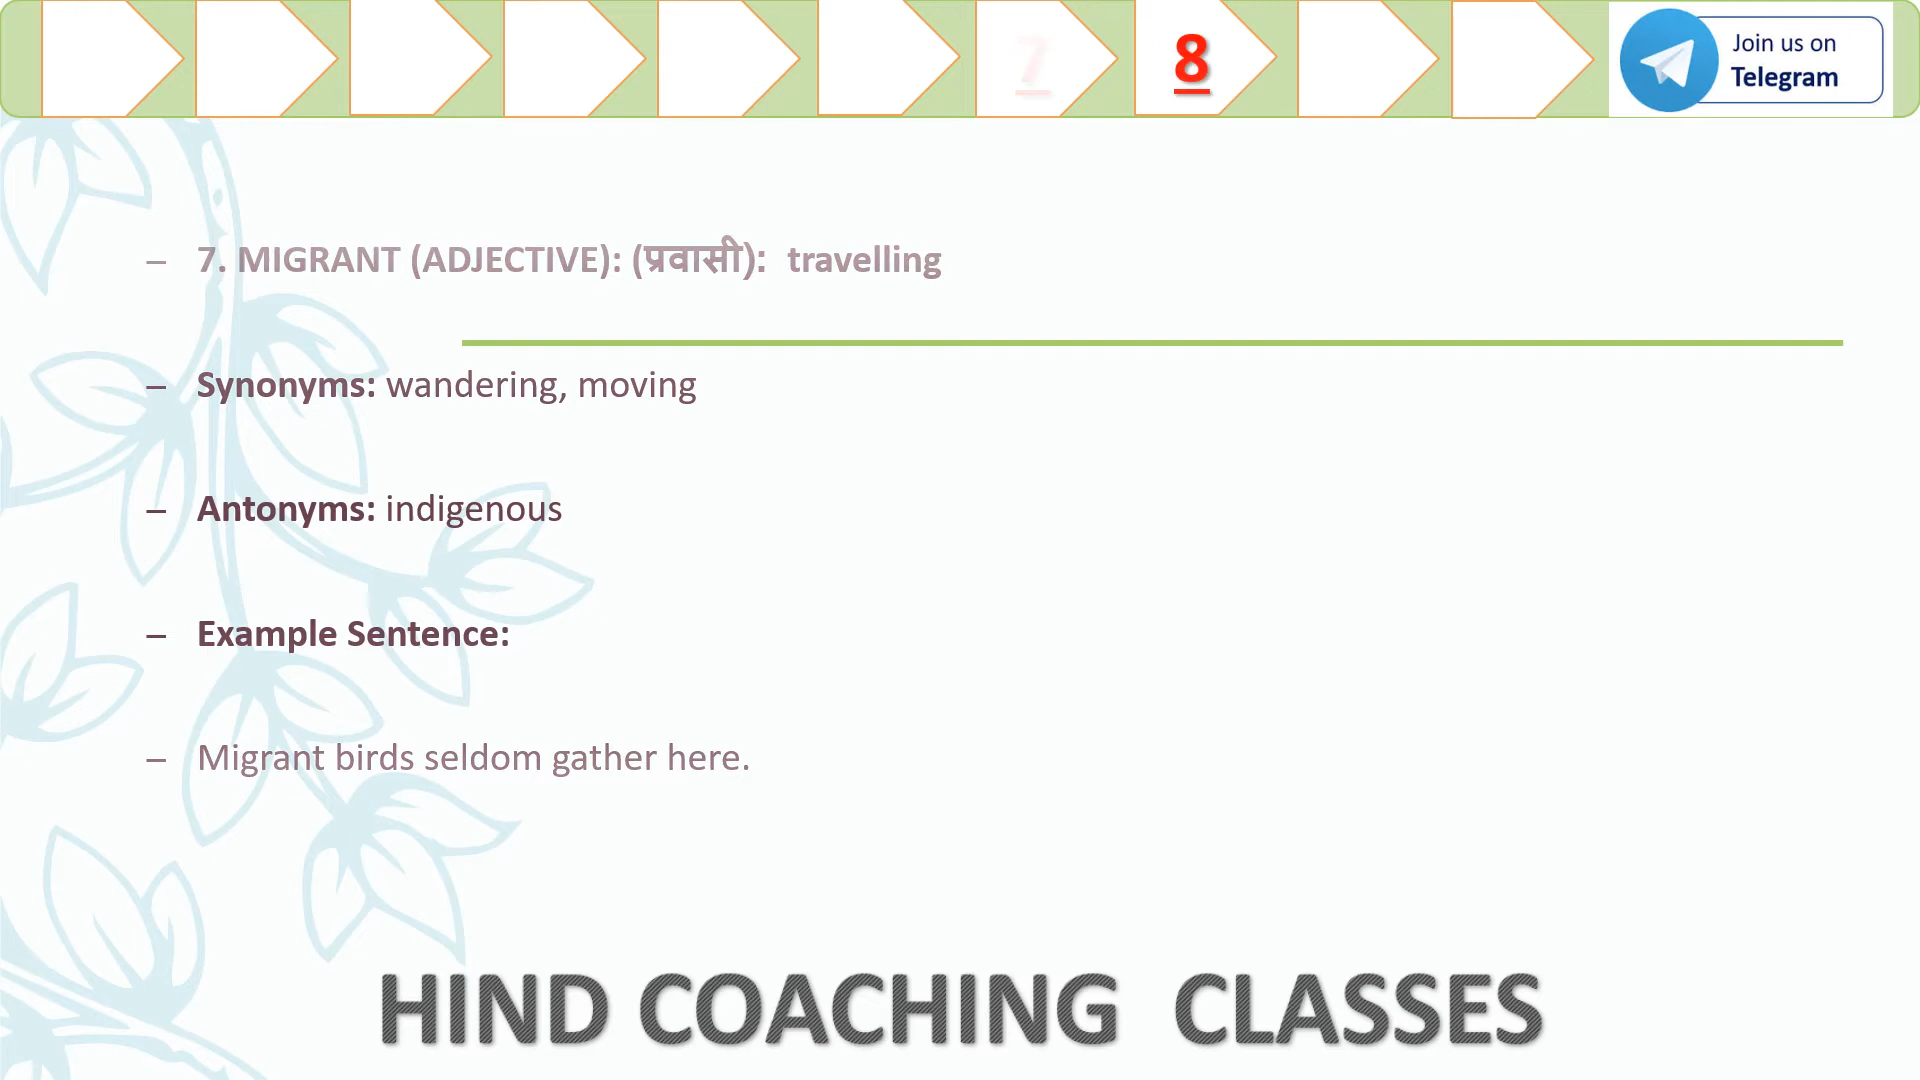 7
8
Join us on
Telegram
– 7. MIGRANT (ADJECTIVE): (प्रवासी): travelling
– Synonyms: wandering, moving
– Antonyms: indigenous
– Example Sentence:
– Migrant birds seldom gather here.
HIND COACHING CLASSES